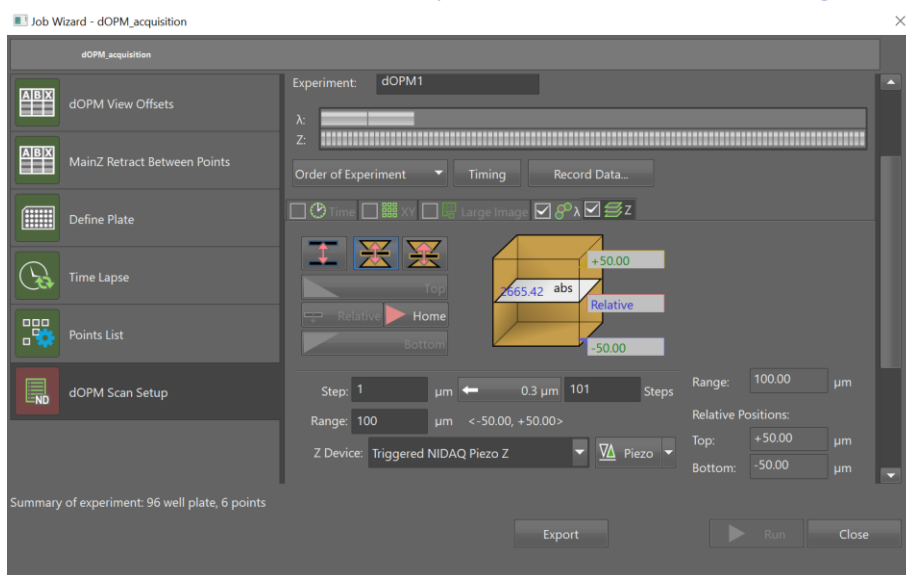 Job Wizard - dOPM_acquisition
dOPM_acquisition
ABX
dOPM View Offsets
ABX
MainZ Retract Between Points
Define Plate
Time Lapse
Points List
ND
dOPM Scan Setup
Experiment: dOPM1
λ:
Z:
Order of Experiment Timing Record Data...
Time XY Large Image λ Z
Top
Relative Home
Bottom
+50.00
2665.42 abs
Relative
-50.00
Step: 1 µm 0.3 µm 101 Steps
Range: 100 µm <-50.00, +50.00>
Z Device: Triggered NIDAQ Piezo Z Piezo
Range: 100.00 µm
Relative Positions:
Top: +50.00 µm
Bottom: -50.00 µm
Summary of experiment: 96 well plate, 6 points
Export Run Close